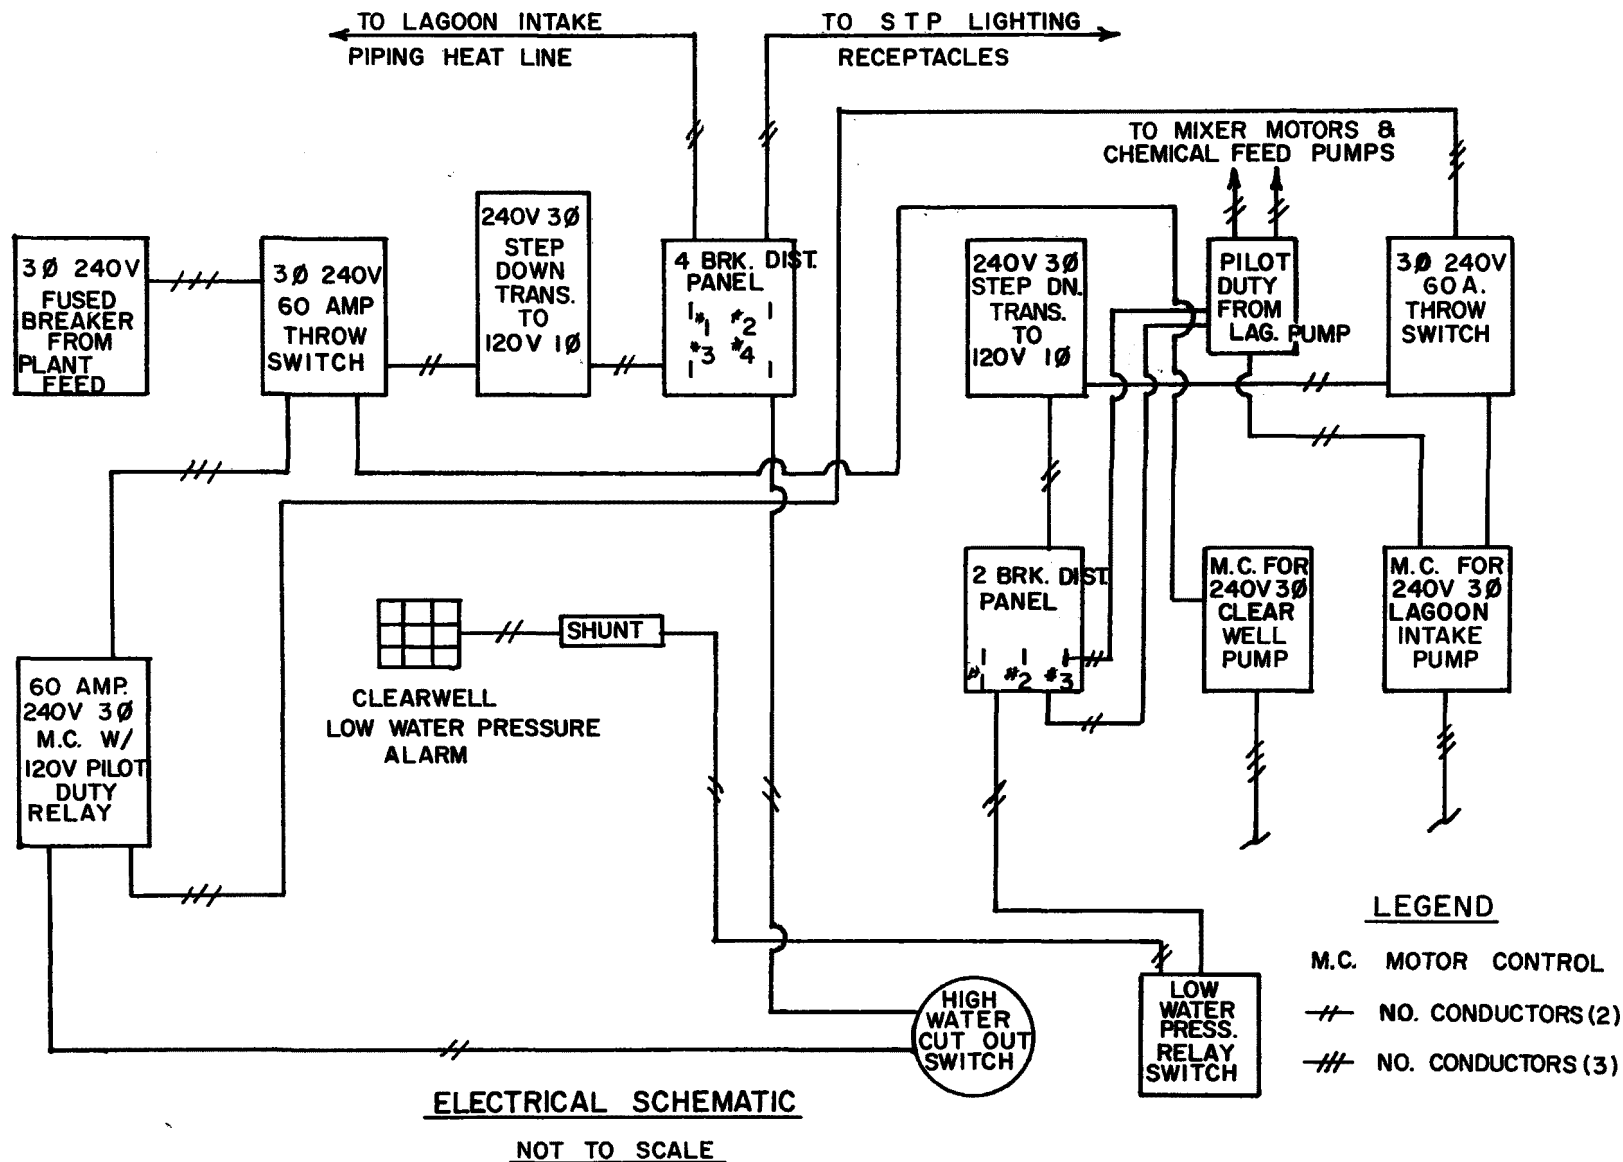 TO LAGOON INTAKE
PIPING HEAT LINE
TO S T P LIGHTING
RECEPTACLES
TO MIXER MOTORS &
CHEMICAL FEED PUMPS
3Ø 240V
FUSED
BREAKER
FROM
PLANT
FEED
3Ø 240V
60 AMP
THROW
SWITCH
240V 3Ø
STEP
DOWN
TRANS.
TO
120V 1Ø
4 BRK. DIST.
PANEL
#1 #2
#3 #4
240V 3Ø
STEP DN.
TRANS.
TO
120V 1Ø
PILOT
DUTY
FROM
LAG. PUMP
3Ø 240V
60 A.
THROW
SWITCH
2 BRK. DIST.
PANEL
#1 #2 #3
M.C. FOR
240V 3Ø
CLEAR
WELL
PUMP
M.C. FOR
240V 3Ø
LAGOON
INTAKE
PUMP
SHUNT
CLEARWELL
LOW WATER PRESSURE
ALARM
60 AMP.
240V 3Ø
M.C. W/
120V PILOT
DUTY
RELAY
HIGH
WATER
CUT OUT
SWITCH
LOW
WATER
PRESS.
RELAY
SWITCH
LEGEND
M.C. MOTOR CONTROL
NO. CONDUCTORS (2)
NO. CONDUCTORS (3)
ELECTRICAL SCHEMATIC
NOT TO SCALE